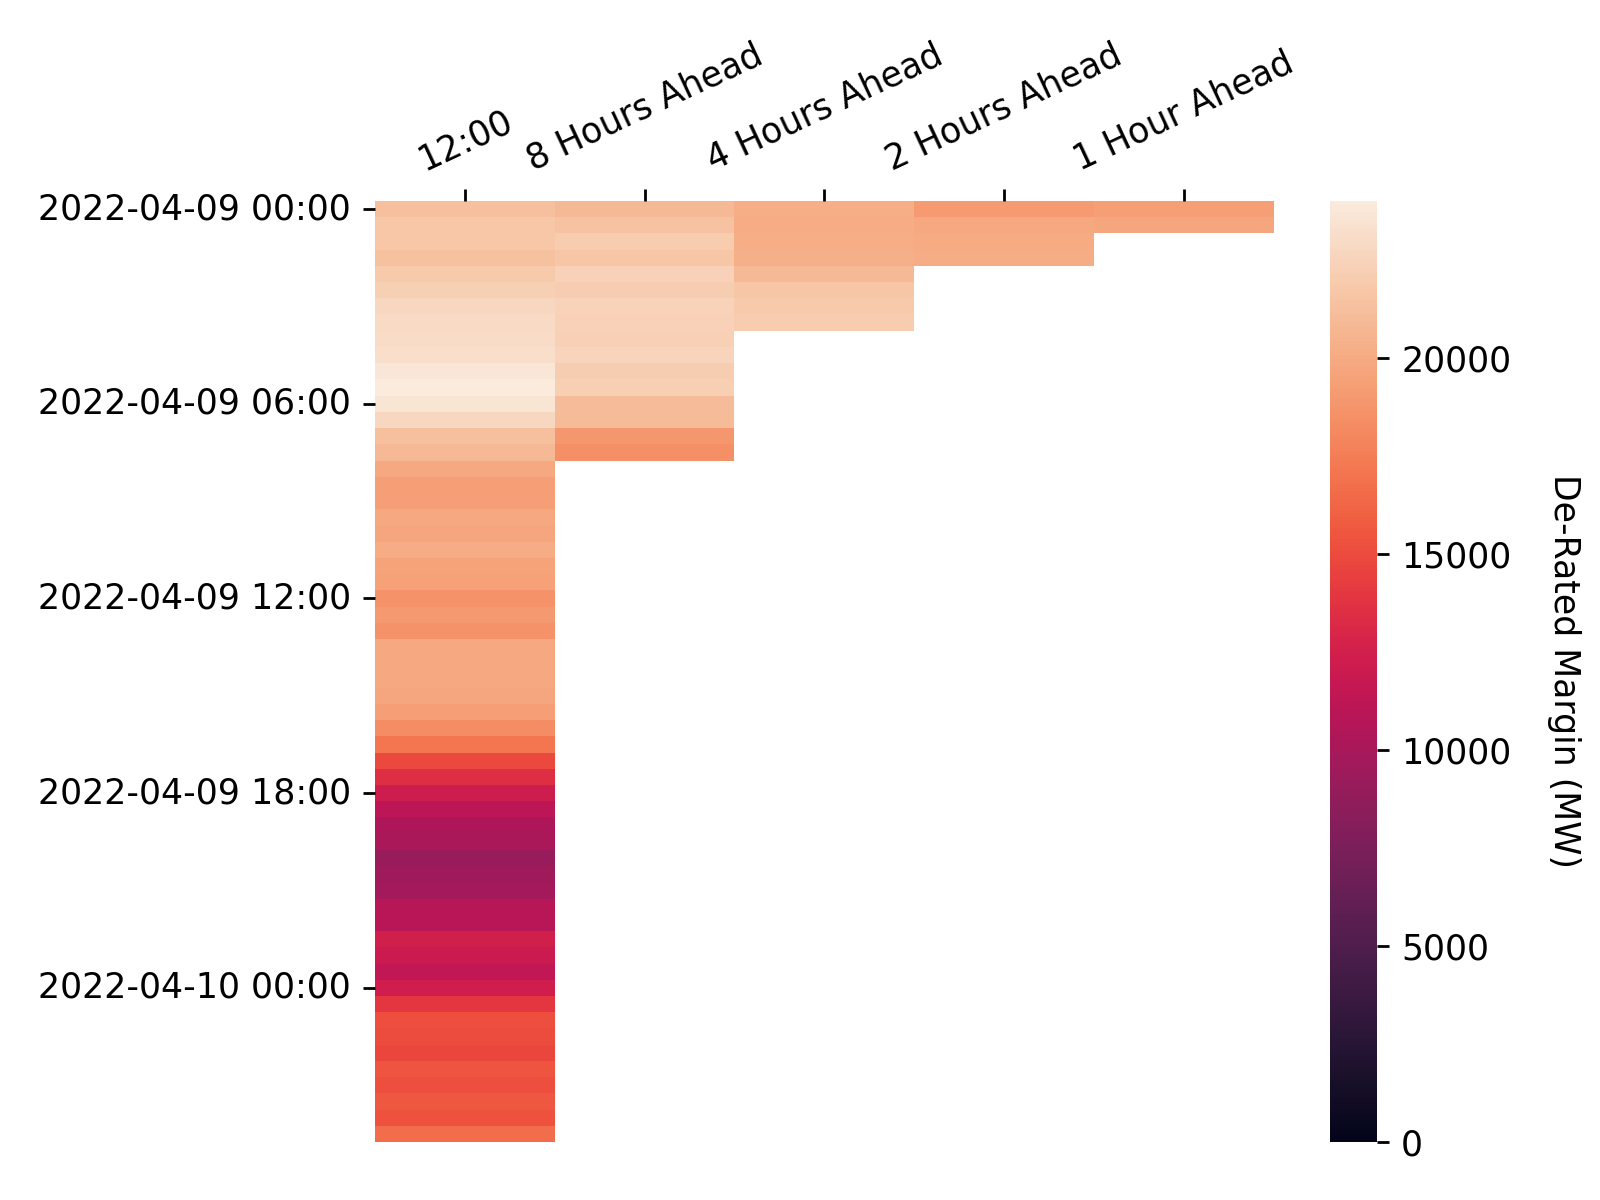 12:00
8 Hours Ahead
4 Hours Ahead
2 Hours Ahead
1 Hour Ahead
2022-04-09 00:00
2022-04-09 06:00
2022-04-09 12:00
2022-04-09 18:00
2022-04-10 00:00
20000
15000
10000
5000
0
De-Rated Margin (MW)